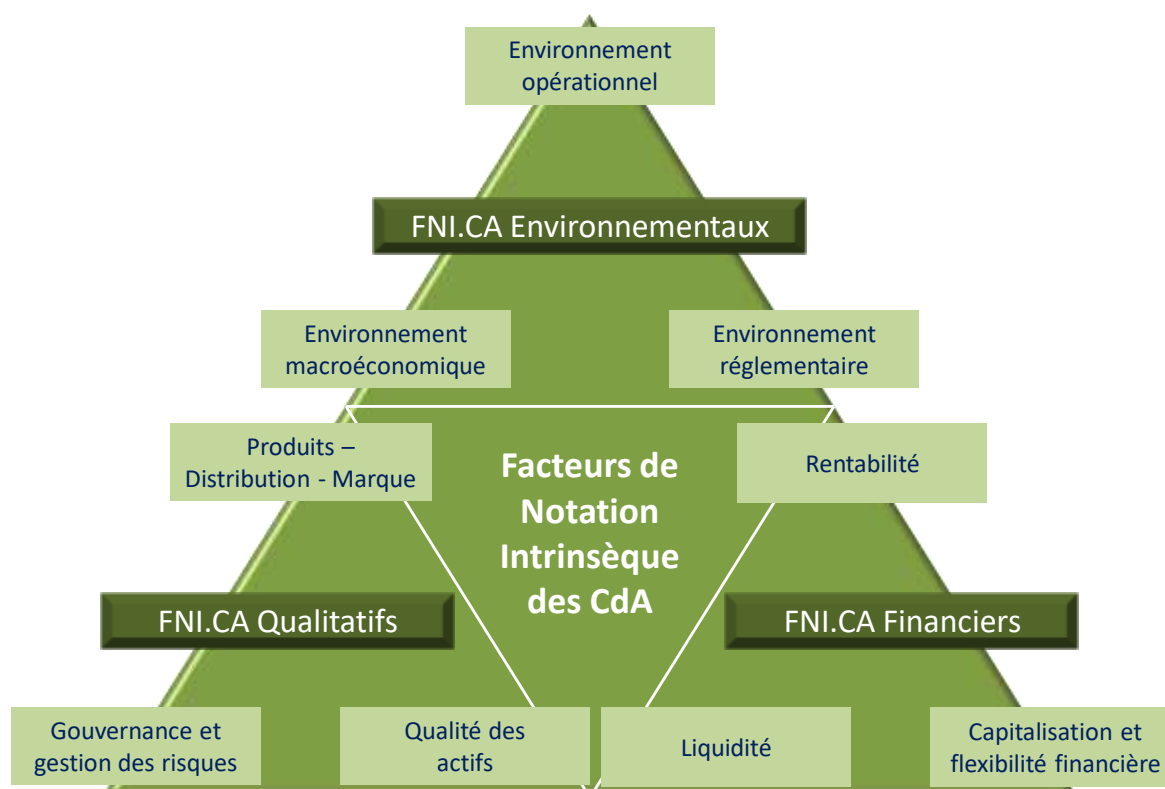 Environnement
opérationnel
FNI.CA Environnementaux
Environnement
macroéconomique
Environnement
réglementaire
Produits –
Distribution - Marque
Facteurs de
Notation
Intrinsèque
des CdA
Rentabilité
FNI.CA Qualitatifs
FNI.CA Financiers
Gouvernance et
gestion des risques
Qualité des
actifs
Liquidité
Capitalisation et
flexibilité financière